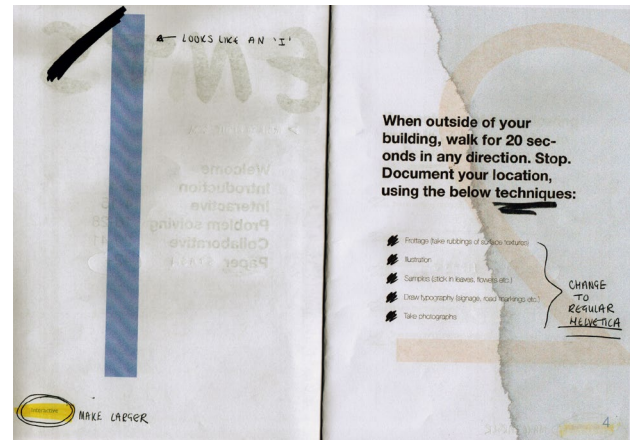 ← LOOKS LIKE AN 'I'
Welcome
Introduction
Interactive
Problem solving
Collaborative
Paper
MAKE LARGER
When outside of your
building, walk for 20 sec-
onds in any direction. Stop.
Document your location,
using the below techniques:
Frottage (take rubbings of surface textures)
Illustration
Samples (stick in leaves, flowers etc.)
Draw typography (signage, road markings etc.)
Take photographs
CHANGE
TO
REGULAR
HELVETICA
4